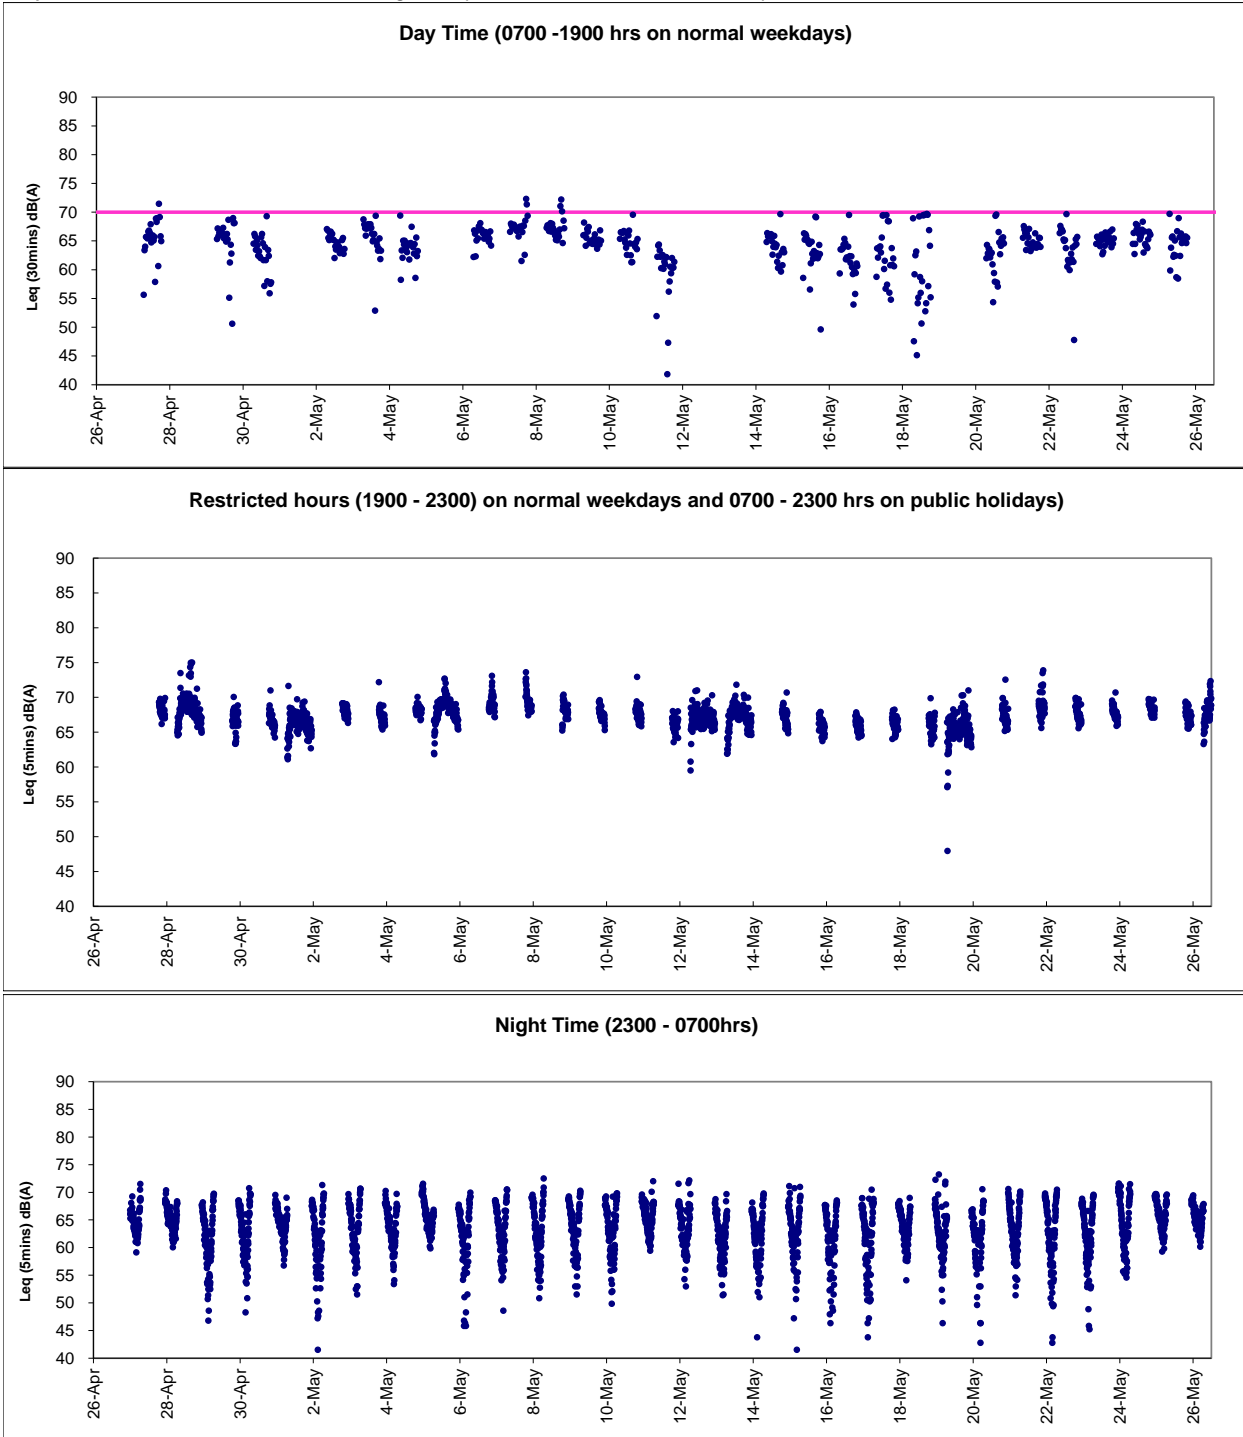 Day Time (0700 -1900 hrs on normal weekdays)
Leq (30mins) dB(A)
90
85
80
75
70
65
60
55
50
45
40
26-Apr
28-Apr
30-Apr
2-May
4-May
6-May
8-May
10-May
12-May
14-May
16-May
18-May
20-May
22-May
24-May
26-May
Restricted hours (1900 - 2300) on normal weekdays and 0700 - 2300 hrs on public holidays)
Leq (5mins) dB(A)
90
85
80
75
70
65
60
55
50
45
40
26-Apr
28-Apr
30-Apr
2-May
4-May
6-May
8-May
10-May
12-May
14-May
16-May
18-May
20-May
22-May
24-May
26-May
Night Time (2300 - 0700hrs)
Leq (5mins) dB(A)
90
85
80
75
70
65
60
55
50
45
40
26-Apr
28-Apr
30-Apr
2-May
4-May
6-May
8-May
10-May
12-May
14-May
16-May
18-May
20-May
22-May
24-May
26-May